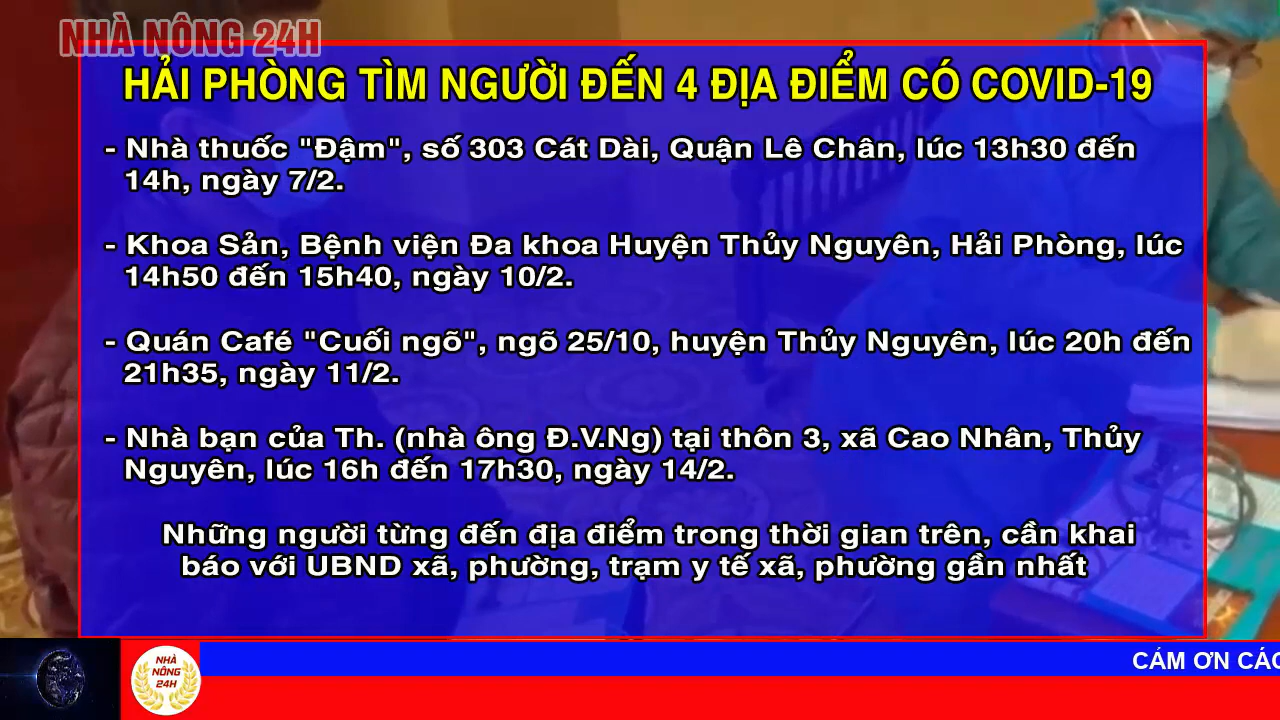 NHÀ NÔNG 24H
HẢI PHÒNG TÌM NGƯỜI ĐẾN 4 ĐỊA ĐIỂM CÓ COVID-19
- Nhà thuốc "Đậm", số 303 Cát Dài, Quận Lê Chân, lúc 13h30 đến
14h, ngày 7/2.
- Khoa Sản, Bệnh viện Đa khoa Huyện Thủy Nguyên, Hải Phòng, lúc
14h50 đến 15h40, ngày 10/2.
- Quán Café "Cuối ngõ", ngõ 25/10, huyện Thủy Nguyên, lúc 20h đến
21h35, ngày 11/2.
- Nhà bạn của Th. (nhà ông Đ.V.Ng) tại thôn 3, xã Cao Nhân, Thủy
Nguyên, lúc 16h đến 17h30, ngày 14/2.
Những người từng đến địa điểm trong thời gian trên, cần khai
báo với UBND xã, phường, trạm y tế xã, phường gần nhất
CÁM ƠN CÁC
NHÀ
NÔNG
24H